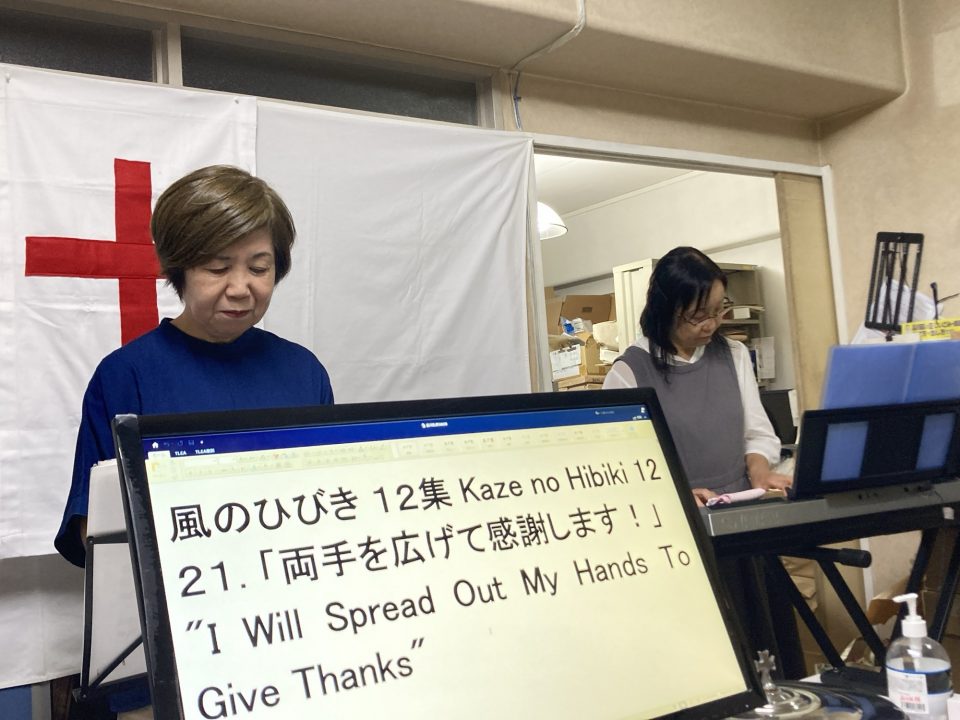 TLEA
風のひびき 12集 Kaze no Hibiki 12
21.「両手を広げて感謝します！」
"I Will Spread Out My Hands To
Give Thanks"